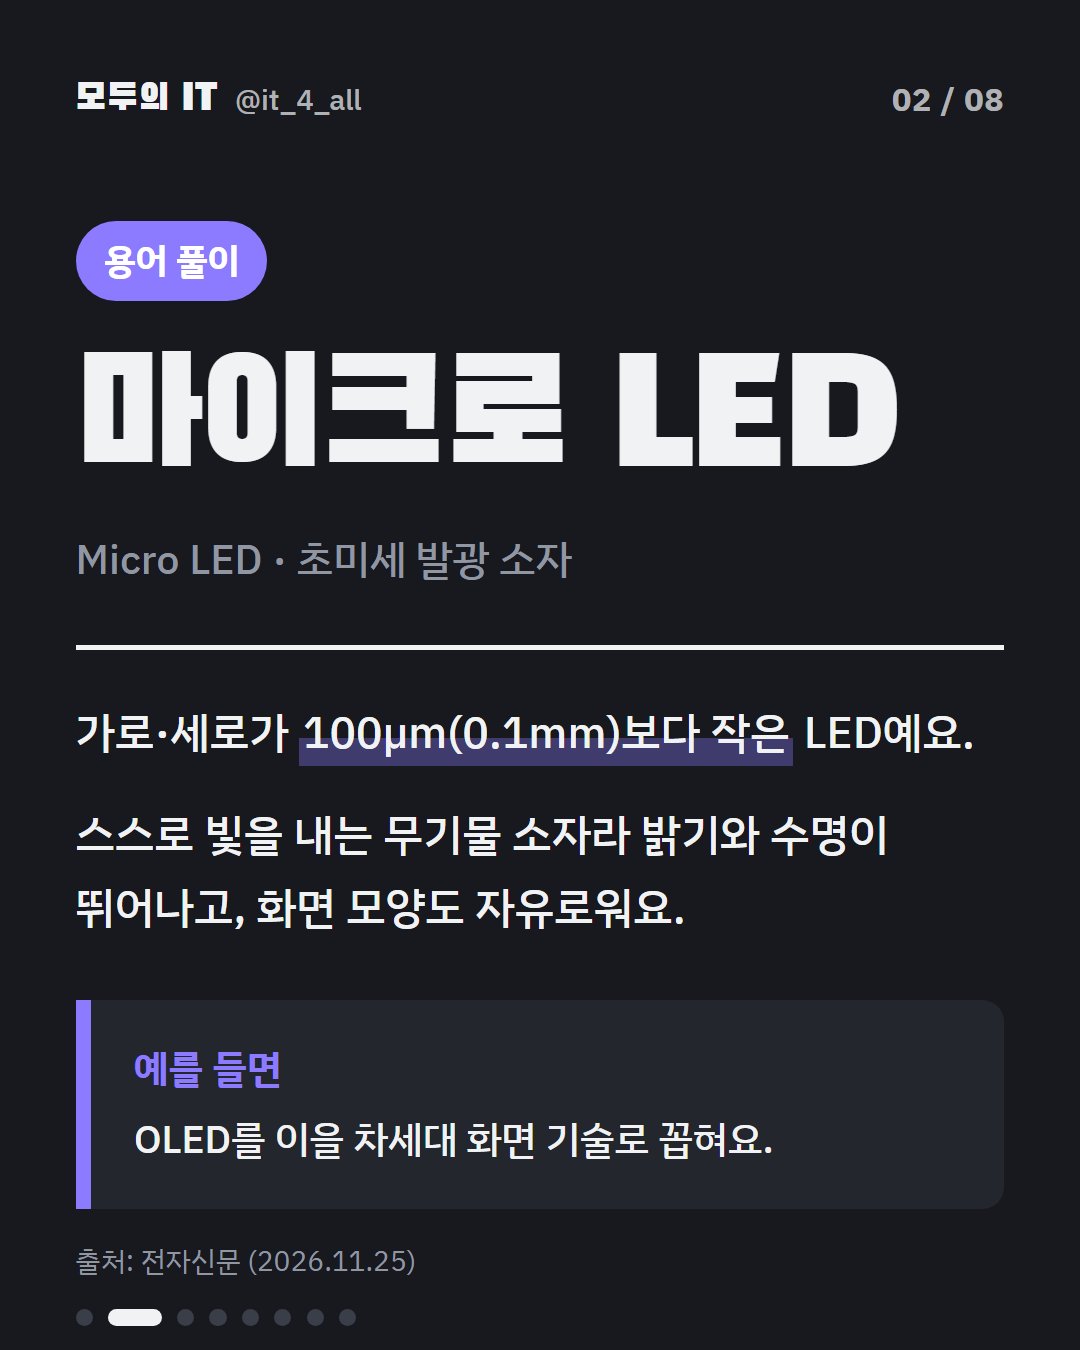 모두의 IT @it_4_all
02 / 08
용어 풀이
마이크로 LED
Micro LED · 초미세 발광 소자
가로·세로가 100μm(0.1mm)보다 작은 LED예요.
스스로 빛을 내는 무기물 소자라 밝기와 수명이
뛰어나고, 화면 모양도 자유로워요.
예를 들면
OLED를 이을 차세대 화면 기술로 꼽혀요.
출처: 전자신문 (2026.11.25)